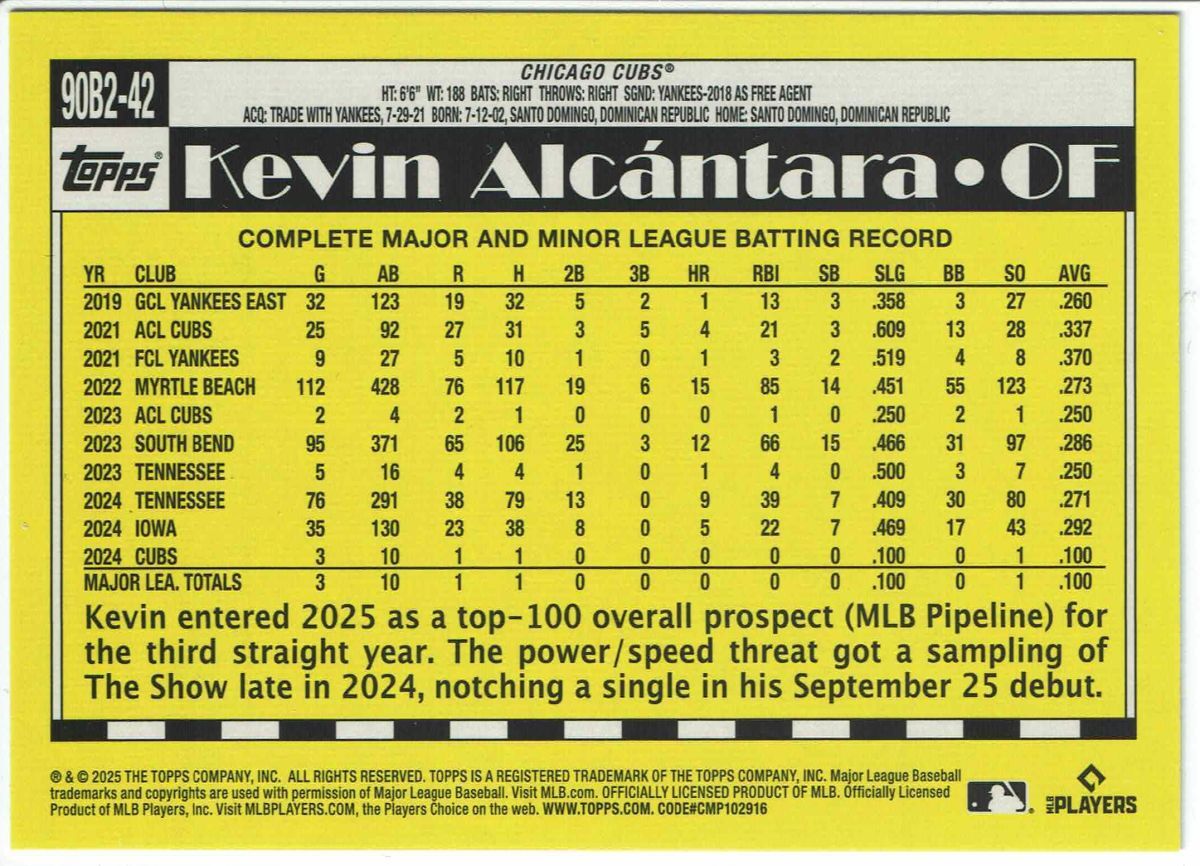 90B2-42
CHICAGO CUBS®
HT: 6'6" WT: 188 BATS: RIGHT THROWS: RIGHT SGND: YANKEES-2018 AS FREE AGENT
ACQ: TRADE WITH YANKEES, 7-29-21 BORN: 7-12-02, SANTO DOMINGO, DOMINICAN REPUBLIC HOME: SANTO DOMINGO, DOMINICAN REPUBLIC
TOPPS® Kevin Alcántara • OF
COMPLETE MAJOR AND MINOR LEAGUE BATTING RECORD
YR CLUB G AB R H 2B 3B HR RBI SB SLG BB SO AVG
2019 GCL YANKEES EAST 32 123 19 32 5 2 1 13 3 .358 3 27 .260
2021 ACL CUBS 25 92 27 31 3 5 4 21 3 .609 13 28 .337
2021 FCL YANKEES 9 27 5 10 1 0 1 3 2 .519 4 8 .370
2022 MYRTLE BEACH 112 428 76 117 19 6 15 85 14 .451 55 123 .273
2023 ACL CUBS 2 4 2 1 0 0 0 1 0 .250 2 1 .250
2023 SOUTH BEND 95 371 65 106 25 3 12 66 15 .466 31 97 .286
2023 TENNESSEE 5 16 4 4 1 0 1 4 0 .500 3 7 .250
2024 TENNESSEE 76 291 38 79 13 0 9 39 7 .409 30 80 .271
2024 IOWA 35 130 23 38 8 0 5 22 7 .469 17 43 .292
2024 CUBS 3 10 1 1 0 0 0 0 0 .100 0 1 .100
MAJOR LEA. TOTALS 3 10 1 1 0 0 0 0 0 .100 0 1 .100
Kevin entered 2025 as a top-100 overall prospect (MLB Pipeline) for
the third straight year. The power/speed threat got a sampling of
The Show late in 2024, notching a single in his September 25 debut.
® & © 2025 THE TOPPS COMPANY, INC. ALL RIGHTS RESERVED. TOPPS IS A REGISTERED TRADEMARK OF THE TOPPS COMPANY, INC. Major League Baseball
trademarks and copyrights are used with permission of Major League Baseball. Visit MLB.com. OFFICIALLY LICENSED PRODUCT OF MLB. Officially Licensed
Product of MLB Players, Inc. Visit MLBPLAYERS.COM, the Players Choice on the web. WWW.TOPPS.COM. CODE#CMP102916
MLB PLAYERS